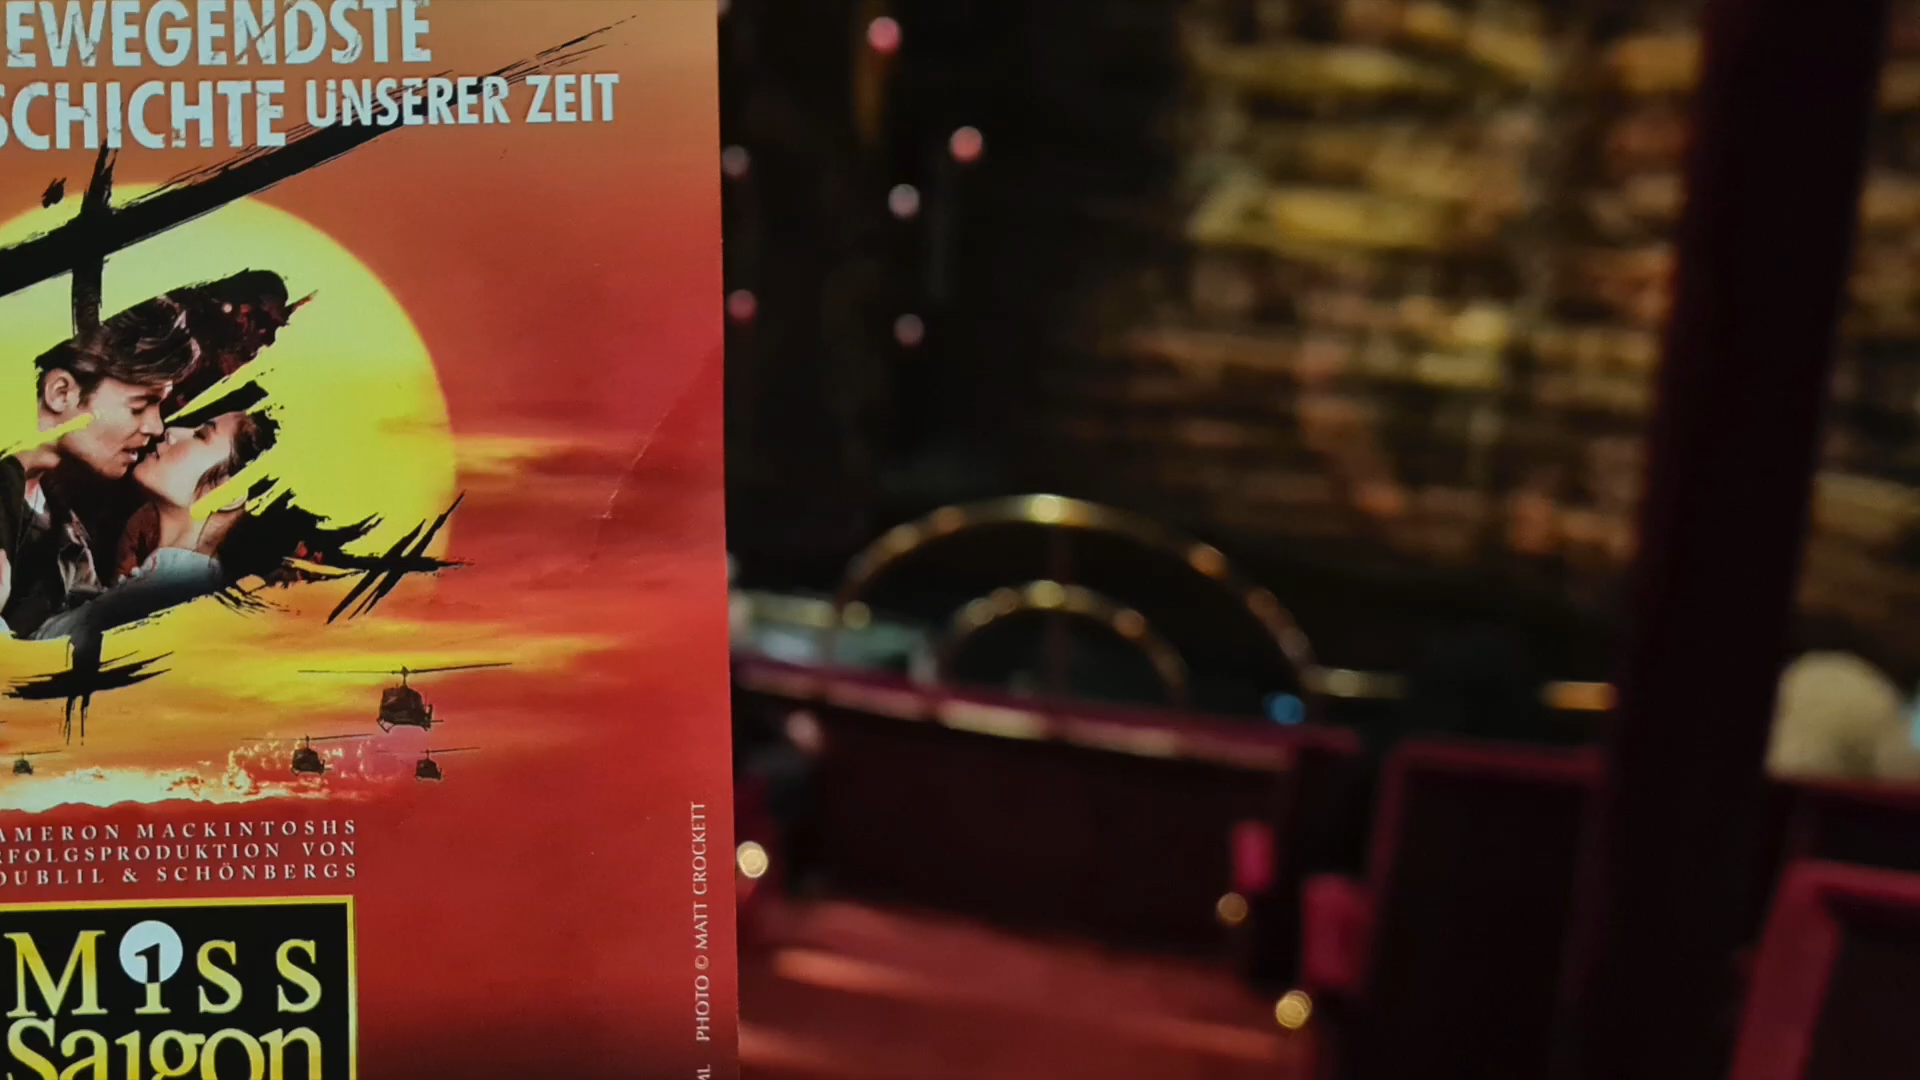 EWEGENDSTE
SCHICHTE UNSERER ZEIT
AMERON MACKINTOSHS
RFOLGSPRODUKTION VON
OUBLIL & SCHÖNBERGS
Miss
Saigon
PHOTO © MATT CROCKETT